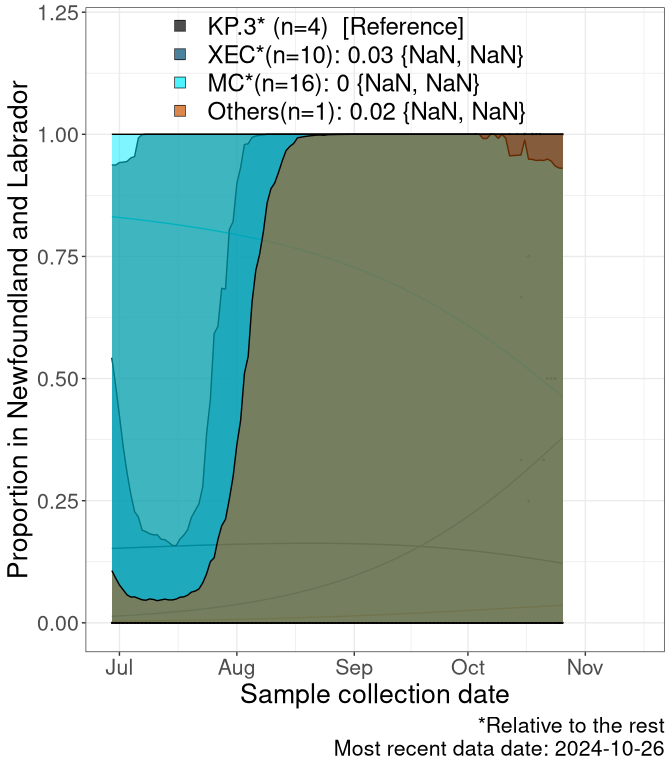 KP.3* (n=4) [Reference]
XEC*(n=10): 0.03 {NaN, NaN}
MC*(n=16): 0 {NaN, NaN}
Others(n=1): 0.02 {NaN, NaN}
Proportion in Newfoundland and Labrador
1.25
1.00
0.75
0.50
0.25
0.00
Jul Aug Sep Oct Nov
Sample collection date
*Relative to the rest
Most recent data date: 2024-10-26